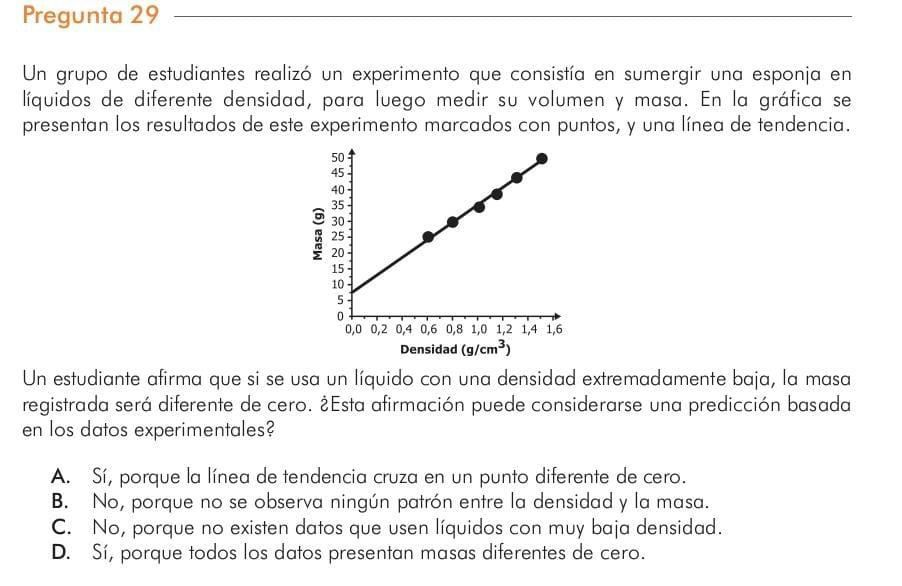 Pregunta 29
Un grupo de estudiantes realizó un experimento que consistía en sumergir una esponja en
líquidos de diferente densidad, para luego medir su volumen y masa. En la gráfica se
presentan los resultados de este experimento marcados con puntos, y una línea de tendencia.
Masa (g)
50
45
40
35
30
25
20
15
10
5
0
0,0 0,2 0,4 0,6 0,8 1,0 1,2 1,4 1,6
Densidad (g/cm³)
Un estudiante afirma que si se usa un líquido con una densidad extremadamente baja, la masa
registrada será diferente de cero. ¿Esta afirmación puede considerarse una predicción basada
en los datos experimentales?
A. Sí, porque la línea de tendencia cruza en un punto diferente de cero.
B. No, porque no se observa ningún patrón entre la densidad y la masa.
C. No, porque no existen datos que usen líquidos con muy baja densidad.
D. Sí, porque todos los datos presentan masas diferentes de cero.